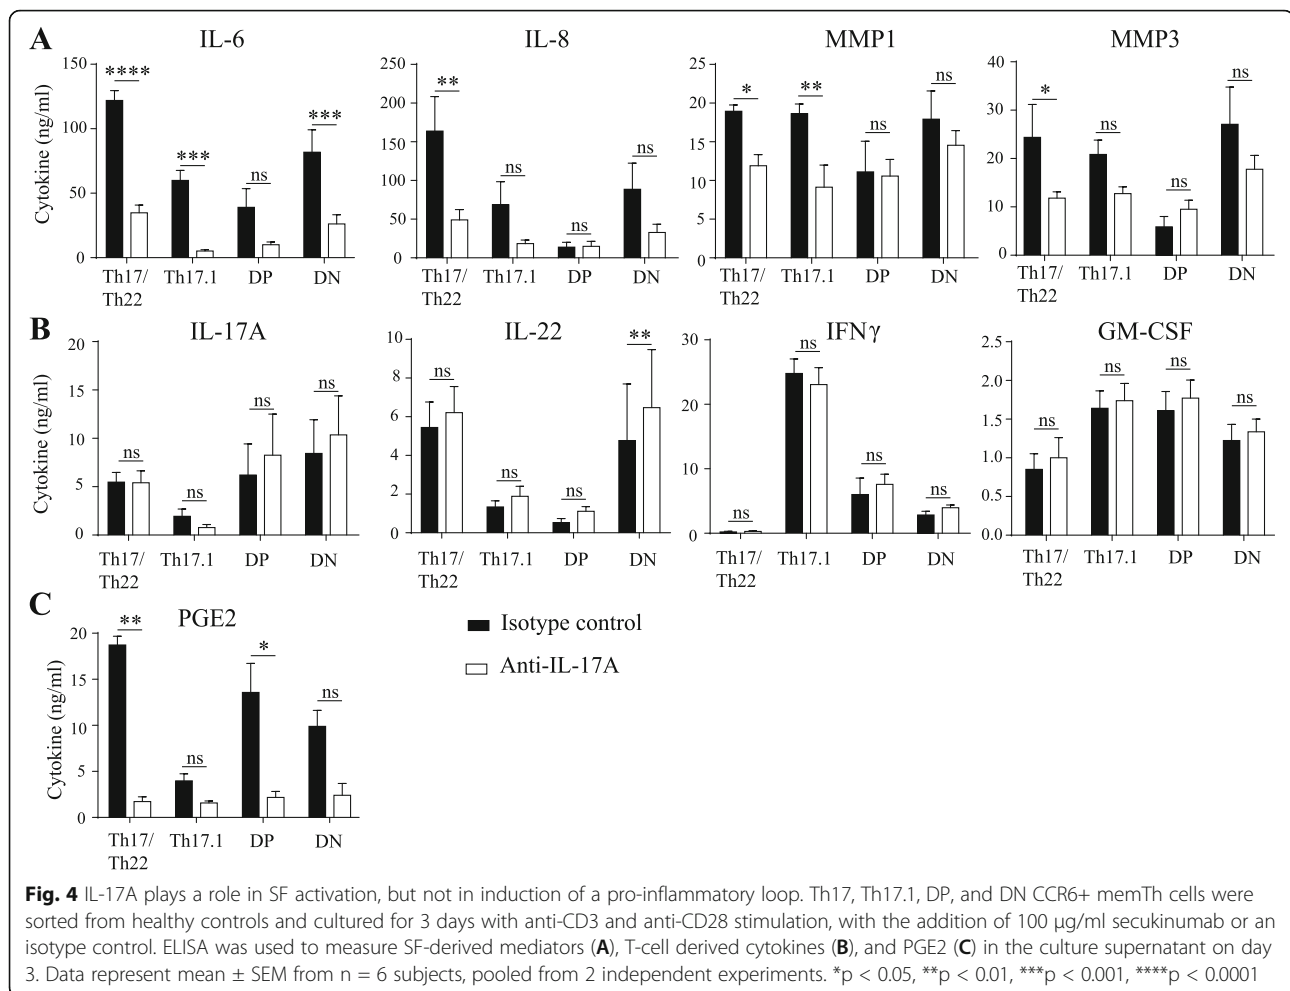 A
IL-6
IL-8
MMP1
MMP3
Cytokine (ng/ml)
150
100
50
0
**** *** ns ***
Th17/ Th22
Th17.1
DP
DN
250
200
150
100
50
0
** ns ns ns
Th17/ Th22
Th17.1
DP
DN
25
20
15
10
5
0
* ** ns ns
Th17/ Th22
Th17.1
DP
DN
40
30
20
10
0
* ns ns ns
Th17/ Th22
Th17.1
DP
DN
B
IL-17A
IL-22
IFNγ
GM-CSF
Cytokine (ng/ml)
20
15
10
5
0
ns ns ns ns
Th17/ Th22
Th17.1
DP
DN
10
8
6
4
2
0
ns ns ns **
Th17/ Th22
Th17.1
DP
DN
30
20
10
0
ns ns ns ns
Th17/ Th22
Th17.1
DP
DN
2.5
2.0
1.5
1.0
0.5
0.0
ns ns ns ns
Th17/ Th22
Th17.1
DP
DN
C
PGE2
Cytokine (ng/ml)
20
15
10
5
0
** ns * ns
Th17/ Th22
Th17.1
DP
DN
Isotype control
Anti-IL-17A
Fig. 4 IL-17A plays a role in SF activation, but not in induction of a pro-inflammatory loop. Th17, Th17.1, DP, and DN CCR6+ memTh cells were
sorted from healthy controls and cultured for 3 days with anti-CD3 and anti-CD28 stimulation, with the addition of 100 μg/ml secukinumab or an
isotype control. ELISA was used to measure SF-derived mediators (A), T-cell derived cytokines (B), and PGE2 (C) in the culture supernatant on day
3. Data represent mean ± SEM from n = 6 subjects, pooled from 2 independent experiments. *p < 0.05, **p < 0.01, ***p < 0.001, ****p < 0.0001